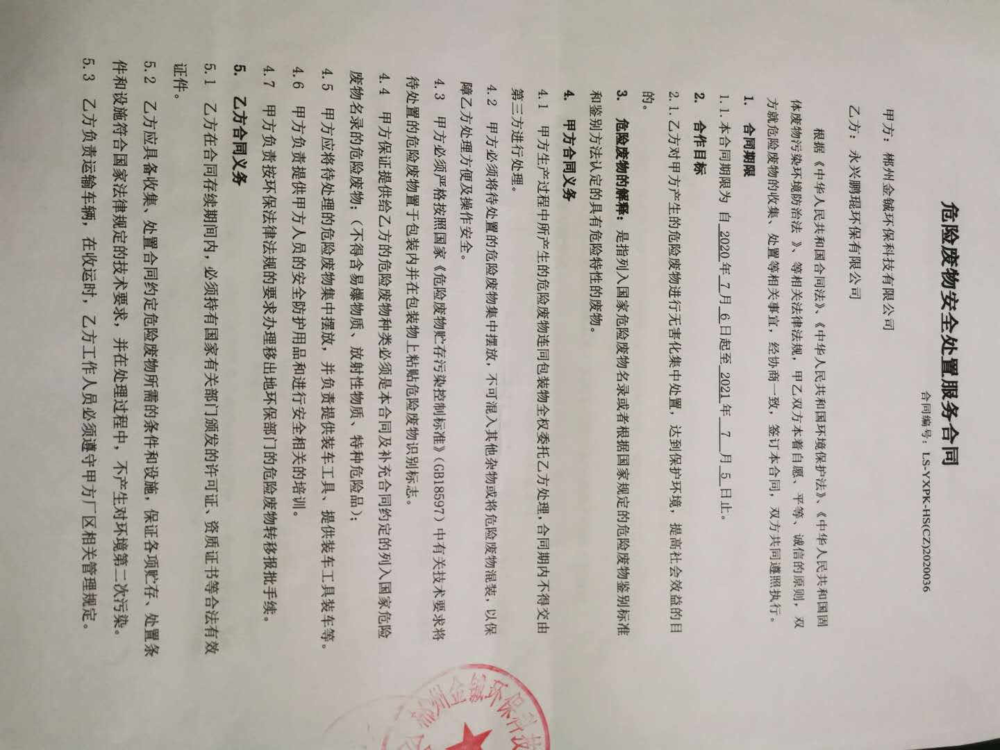 危险废物安全处置服务合同
合同编号：LS-YXPK-HS(CZ)2020036
甲方：郴州金铖环保科技有限公司
乙方：永兴鹏琨环保有限公司
根据《中华人民共和国合同法》、《中华人民共和国环境保护法》、《中华人民共和国固
体废物污染环境防治法 》、等相关法律法规，甲乙双方本着自愿、平等、诚信的原则，双
方就危险废物的收集、处置等相关事宜，经协商一致，签订本合同，双方共同遵照执行。
1. 合同期限
1.1.本合同期限为 自 2020 年 7 月 6 日起至 2021 年 7 月 5 日止。
2. 合作目标
2.1.乙方对甲方产生的危险废物进行无害化集中处置，达到保护环境，提高社会效益的目
的。
3. 危险废物的解释：是指列入国家危险废物名录或者根据国家规定的危险废物鉴别标准
和鉴别方法认定的具有危险特性的废物。
4. 甲方合同义务
4.1 甲方生产过程中所产生的危险废物连同包装物全权委托乙方处理，合同期内不得交由
第三方进行处理。
4.2 甲方必须将待处置的危险废物集中摆放，不可混入其他杂物或将危险废物混装，以保
障乙方处理方便及操作安全。
4.3 甲方必须严格按照国家《危险废物贮存污染控制标准》（GB18597）中有关技术要求将
待处置的危险废物置于包装内并在包装物上粘贴危险废物识别标志。
4.4 甲方保证提供给乙方的危险废物种类必须是本合同及补充合同约定的列入国家危险
废物名录的危险废物；（不得含易爆物质、放射性物质、特种危险品）；
4.5 甲方应将待处理的危险废物集中摆放，并负责提供装车工具、提供装车工具装车等。
4.6 甲方负责提供甲方人员的安全防护用品和进行安全相关的培训。
4.7 甲方负责按环保法律法规的要求办理移出地环保部门的危险废物转移报批手续。
5. 乙方合同义务
5.1 乙方在合同存续期间内，必须持有国家有关部门颁发的许可证、资质证书等合法有效
证件。
5.2 乙方应具备收集、处置合同约定危险废物所需的条件和设施，保证各项贮存、处置条
件和设施符合国家法律规定的技术要求，并在处理过程中，不产生对环境第二次污染。
5.3 乙方负责运输车辆，在收运时，乙方工作人员必须遵守甲方厂区相关管理规定。
郴州金铖环保科技